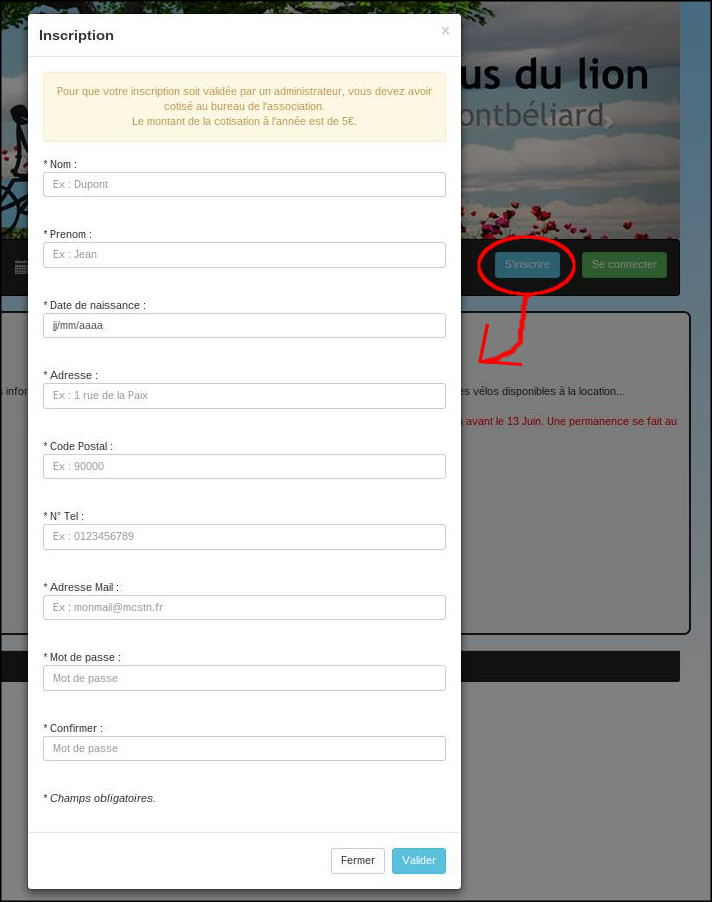 Inscription
×
us du lion
ontbéliard
Pour que votre inscription soit validée par un administrateur, vous devez avoir
cotisé au bureau de l'association.
Le montant de la cotisation à l'année est de 5€.
* Nom :
Ex : Dupont
* Prenom :
Ex : Jean
S'inscrire
Se connecter
* Date de naissance :
jj/mm/aaaa
* Adresse :
Ex : 1 rue de la Paix
s infor
es vélos disponibles à la location...
avant le 13 Juin. Une permanence se fait au
* Code Postal :
Ex : 90000
* N° Tel :
Ex : 0123456789
* Adresse Mail :
Ex : monmail@mcstn.fr
* Mot de passe :
Mot de passe
* Confirmer :
Mot de passe
* Champs obligatoires.
Fermer
Valider